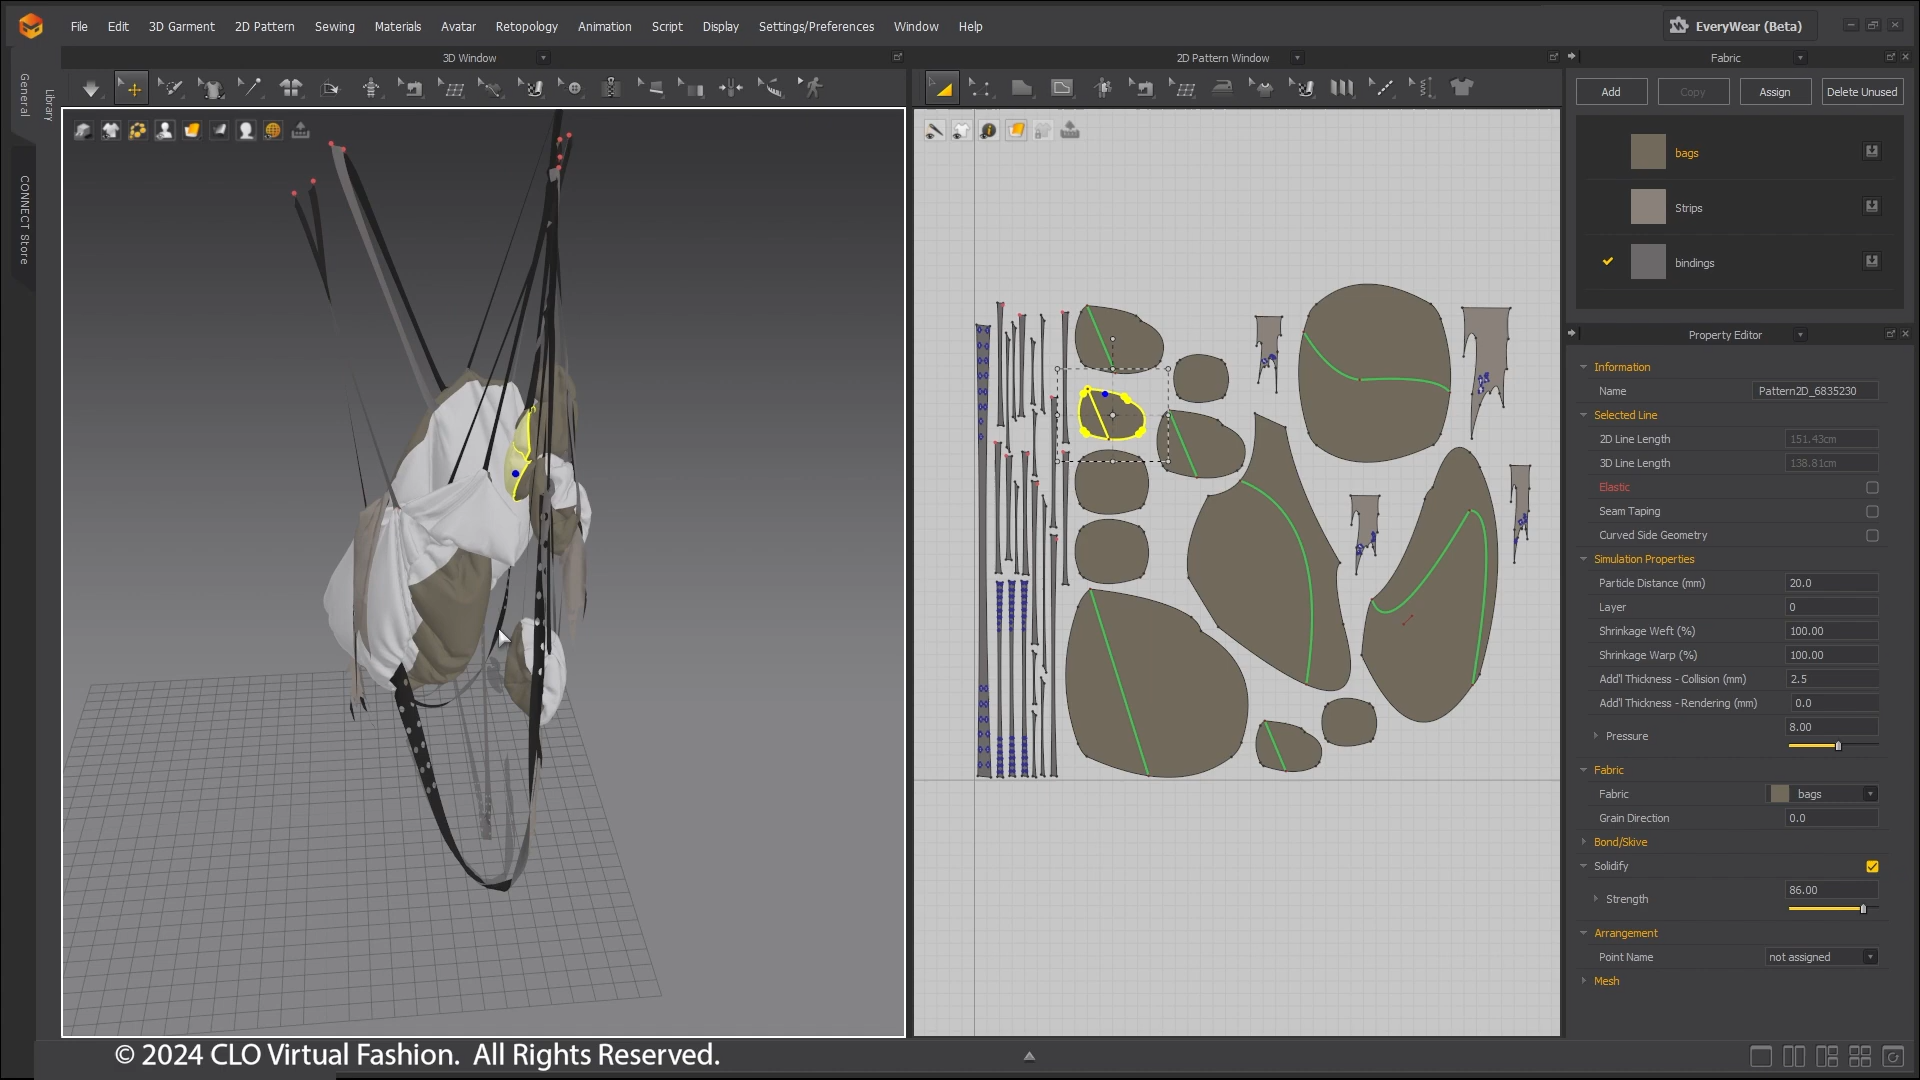 File Edit 3D Garment 2D Pattern Sewing Materials Avatar Retopology Animation Script Display Settings/Preferences Window Help
EveryWear (Beta)
3D Window
2D Pattern Window
Fabric
General
Library
CONNECT Store
Add Copy Assign Delete Unused
bags
Strips
bindings
Property Editor
Information
Name Pattern2D_6835230
Selected Line
2D Line Length 151.43cm
3D Line Length 138.81cm
Elastic
Seam Taping
Curved Side Geometry
Simulation Properties
Particle Distance (mm) 20.0
Layer 0
Shrinkage Weft (%) 100.00
Shrinkage Warp (%) 100.00
Add'l Thickness - Collision (mm) 2.5
Add'l Thickness - Rendering (mm) 0.0
Pressure 8.00
Fabric
Fabric bags
Grain Direction 0.0
Bond/Skive
Solidify
Strength 86.00
Arrangement
Point Name not assigned
Mesh
© 2024 CLO Virtual Fashion. All Rights Reserved.